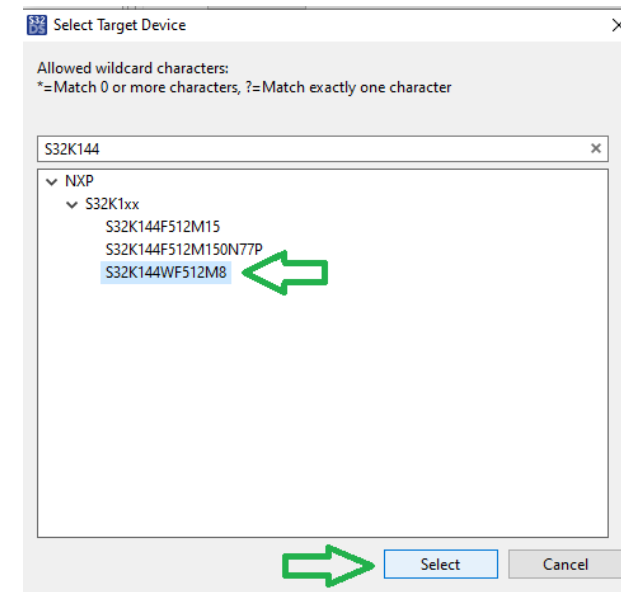 S32
DS
Select Target Device
Allowed wildcard characters:
*=Match 0 or more characters, ?=Match exactly one character
S32K144
NXP
S32K1xx
S32K144F512M15
S32K144F512M150N77P
S32K144WF512M8
Select
Cancel